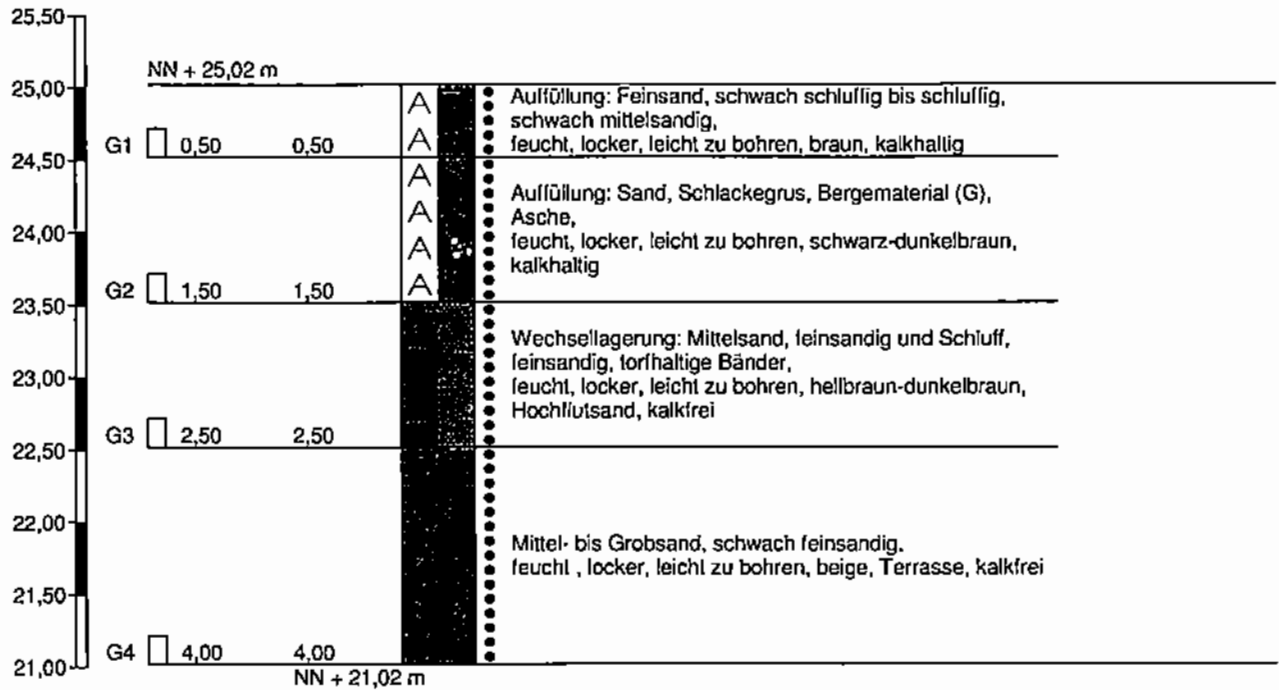 25,50
NN + 25,02 m
25,00
A
Auffüllung: Feinsand, schwach schluffig bis schluffig,
schwach mittelsandig,
A
G1 0,50 0,50
feucht, locker, leicht zu bohren, braun, kalkhaltig
24,50
A
Auffüllung: Sand, Schlackegrus, Bergematerial (G),
A
Asche,
24,00
feucht, locker, leicht zu bohren, schwarz-dunkelbraun,
A
kalkhaltig
A
G2 1,50 1,50
23,50
Wechsellagerung: Mittelsand, feinsandig und Schluff,
feinsandig, torfhaltige Bänder,
23,00
feucht, locker, leicht zu bohren, hellbraun-dunkelbraun,
Hochflutsand, kalkfrei
G3 2,50 2,50
22,50
22,00
Mittel- bis Grobsand, schwach feinsandig.
feucht , locker, leicht zu bohren, beige, Terrasse, kalkfrei
21,50
G4 4,00 4,00
21,00
NN + 21,02 m